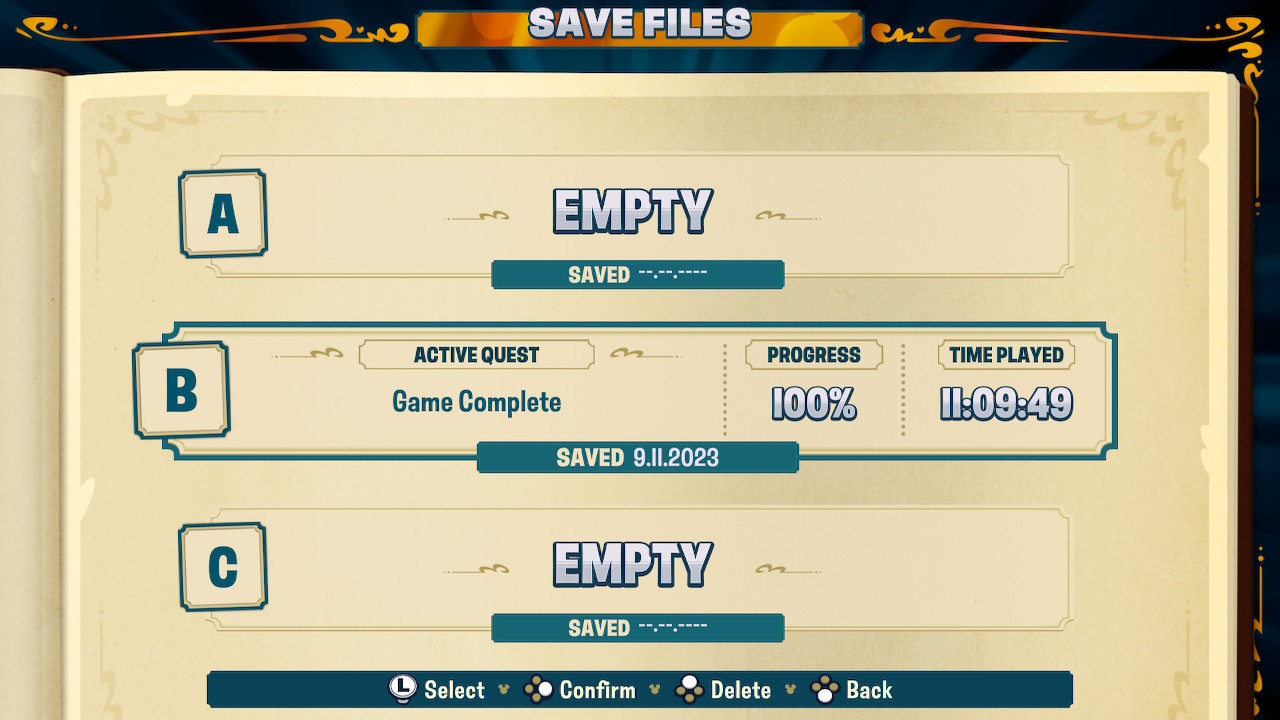 SAVE FILES
A
EMPTY
SAVED --.--.----
B
ACTIVE QUEST
Game Complete
PROGRESS
100%
TIME PLAYED
11:09:49
SAVED 9.11.2023
C
EMPTY
SAVED --.--.----
L Select Confirm Delete Back